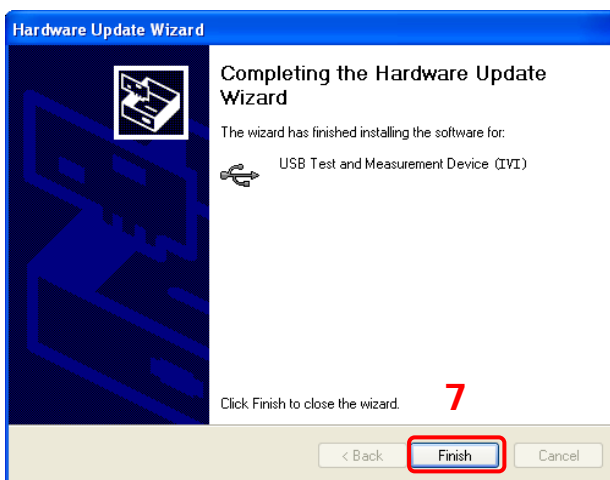 Hardware Update Wizard
Completing the Hardware Update
Wizard
The wizard has finished installing the software for:
USB Test and Measurement Device (IVI)
Click Finish to close the wizard.
7
< Back
Finish
Cancel